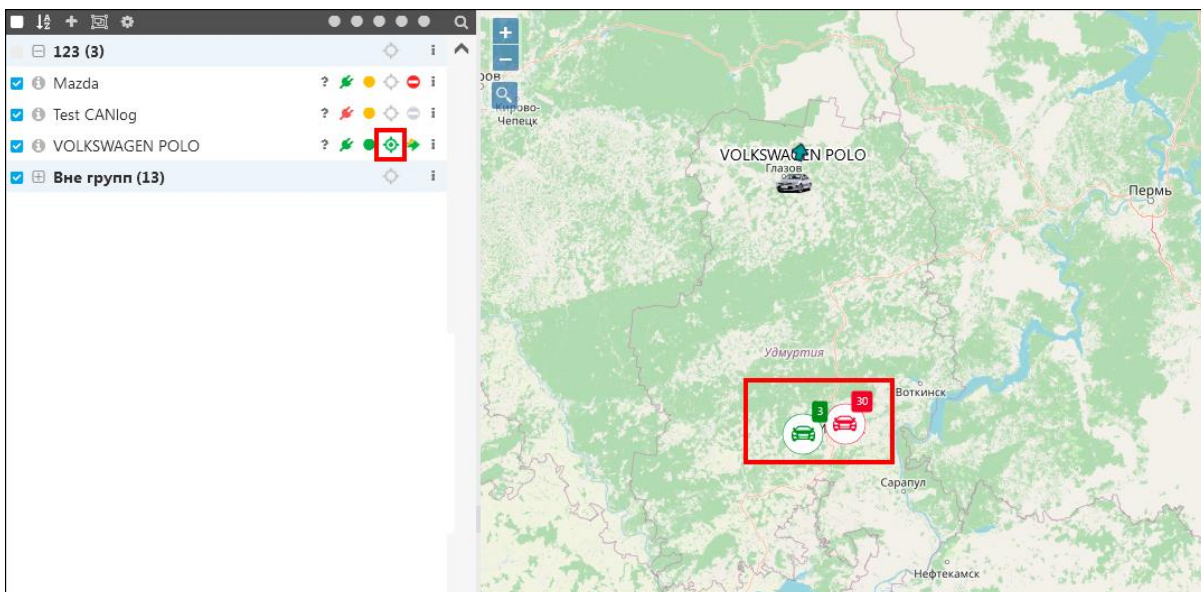 123 (3)
i
Mazda
? i
Test CANlog
? i
VOLKSWAGEN POLO
? i
Вне групп (13)
i
+
−
Кирово-
Чепецк
VOLKSWAGEN POLO
Глазов
Пермь
Удмуртия
Воткинск
3
30
Сарапул
Нефтекамск